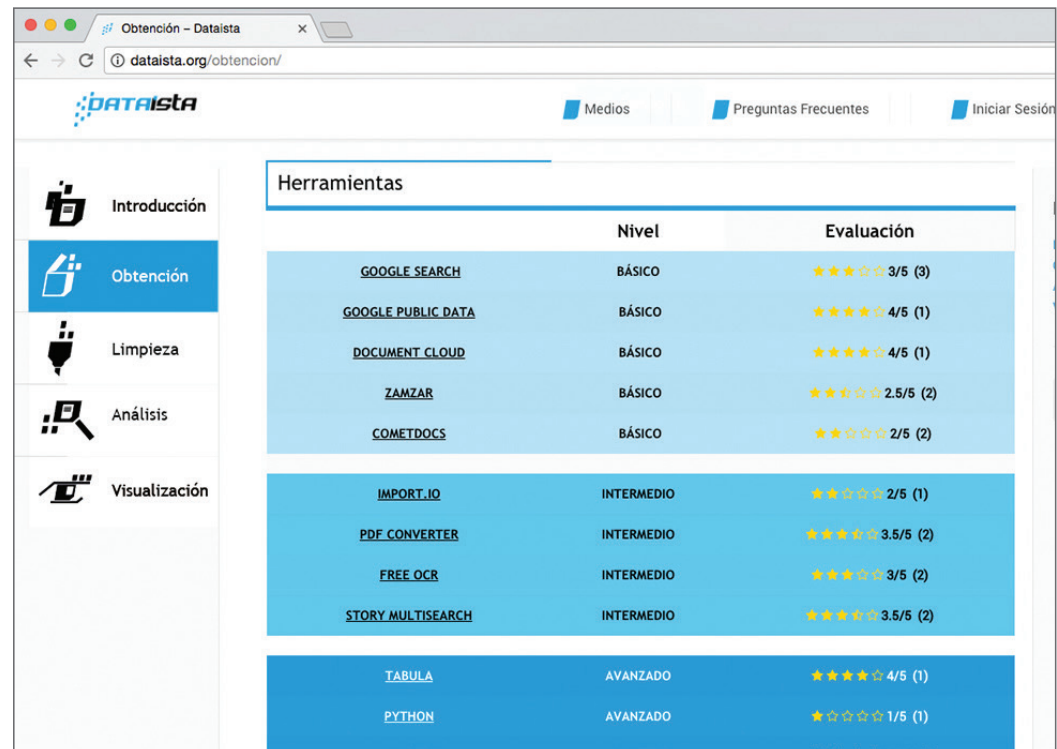 Obtención – Dataista
dataista.org/obtencion/
DATAísta
Medios
Preguntas Frecuentes
Iniciar Sesión
Introducción
Obtención
Limpieza
Análisis
Visualización
Herramientas
Nivel Evaluación
GOOGLE SEARCH BÁSICO 3/5 (3)
GOOGLE PUBLIC DATA BÁSICO 4/5 (1)
DOCUMENT CLOUD BÁSICO 4/5 (1)
ZAMZAR BÁSICO 2.5/5 (2)
COMETDOCS BÁSICO 2/5 (2)
IMPORT.IO INTERMEDIO 2/5 (1)
PDF CONVERTER INTERMEDIO 3.5/5 (2)
FREE OCR INTERMEDIO 3/5 (2)
STORY MULTISEARCH INTERMEDIO 3.5/5 (2)
TABULA AVANZADO 4/5 (1)
PYTHON AVANZADO 1/5 (1)